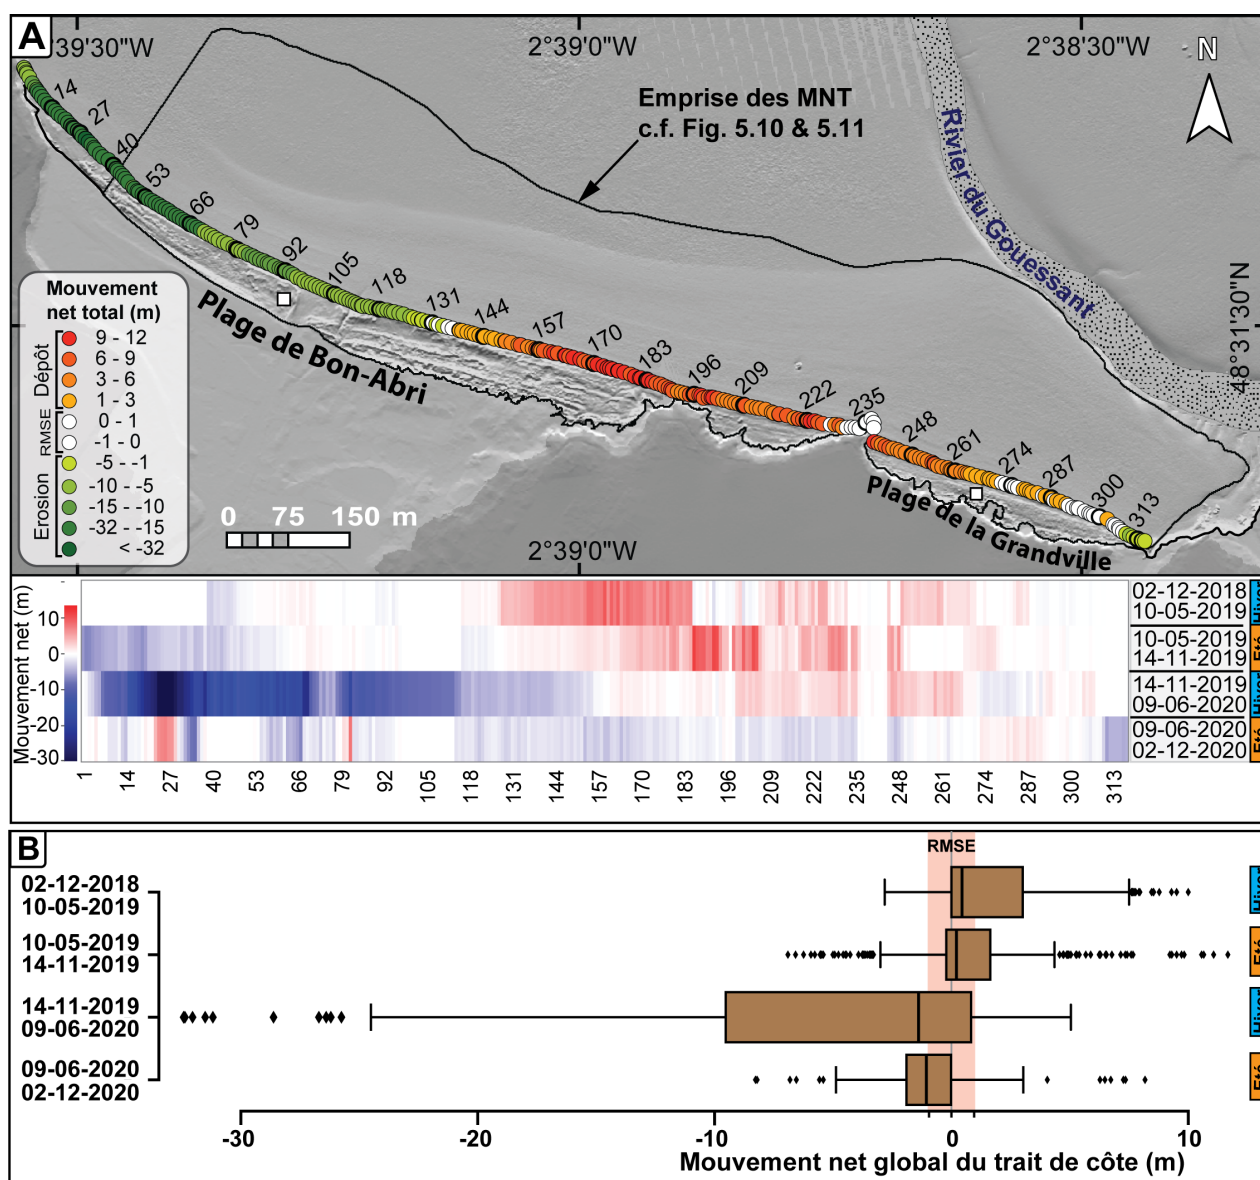 A
39'30"W
2°39'0"W
2°38'30"W
N
Emprise des MNT
c.f. Fig. 5.10 & 5.11
Rivier du Gouessant
14
27
40
53
66
79
92
105
118
131
144
157
170
183
196
209
222
235
248
261
274
287
300
313
48°31'30"N
Plage de Bon-Abri
Plage de la Grandville
Mouvement
net total (m)
Dépôt
9 - 12
6 - 9
3 - 6
1 - 3
RMSE
0 - 1
-1 - 0
Erosion
-5 - -1
-10 - -5
-15 - -10
-32 - -15
< -32
0 75 150 m
2°39'0"W
Mouvement net (m)
10
0
-10
-20
-30
02-12-2018
10-05-2019
Hiver
10-05-2019
14-11-2019
Eté
14-11-2019
09-06-2020
Hiver
09-06-2020
02-12-2020
Eté
1 14 27 40 53 66 79 92 105 118 131 144 157 170 183 196 209 222 235 248 261 274 287 300 313
B
RMSE
02-12-2018
10-05-2019
Hiver
10-05-2019
14-11-2019
Eté
14-11-2019
09-06-2020
Hiver
09-06-2020
02-12-2020
Eté
-30 -20 -10 0 10
Mouvement net global du trait de côte (m)